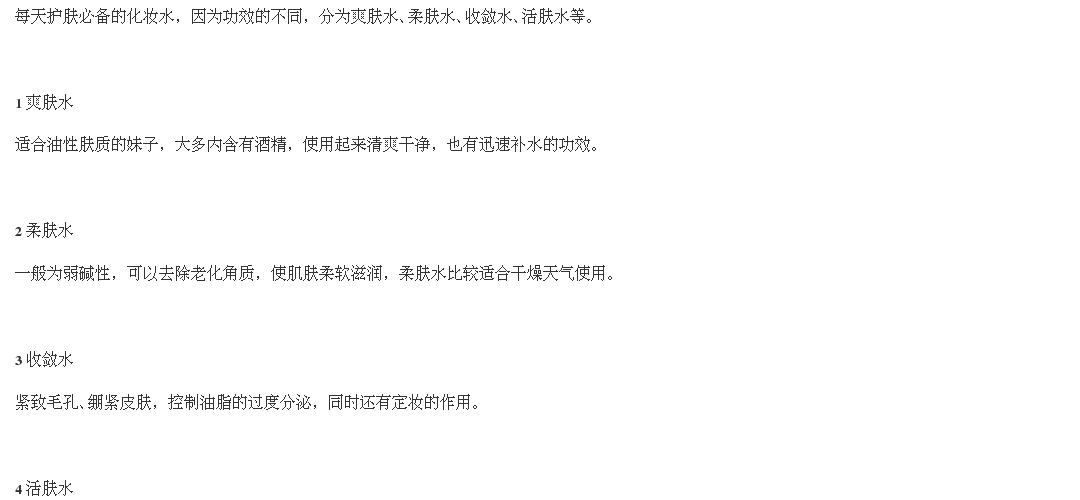 每天护肤必备的化妆水，因为功效的不同，分为爽肤水、柔肤水、收敛水、活肤水等。
1 爽肤水
适合油性肤质的妹子，大多内含有酒精，使用起来清爽干净，也有迅速补水的功效。
2 柔肤水
一般为弱碱性，可以去除老化角质，使肌肤柔软滋润，柔肤水比较适合干燥天气使用。
3 收敛水
紧致毛孔、绷紧皮肤，控制油脂的过度分泌，同时还有定妆的作用。
4 活肤水